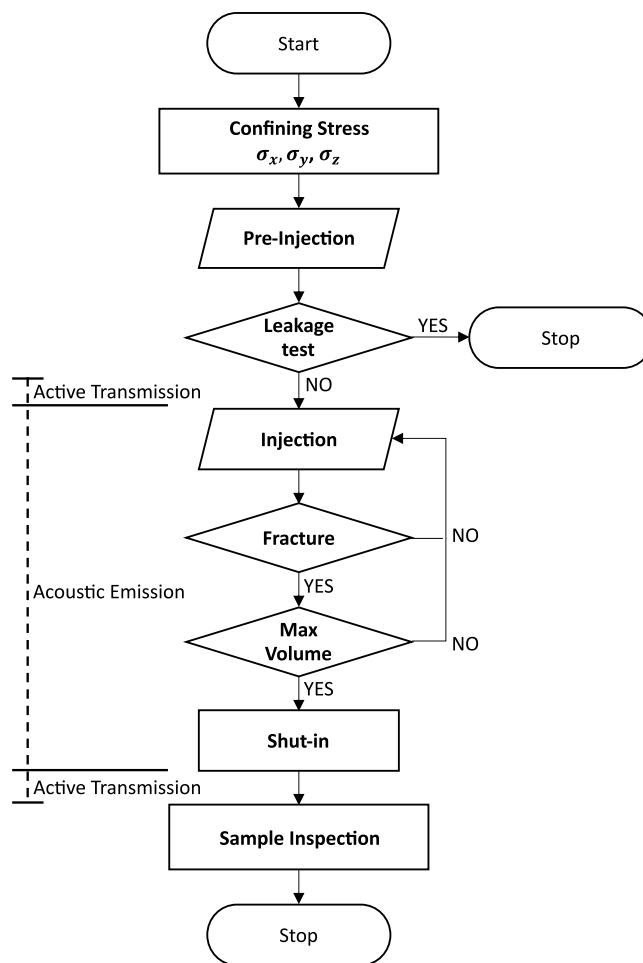 Start
Confining Stress
σx, σy, σz
Pre-Injection
Leakage
test
YES
Stop
NO
Active Transmission
Injection
Fracture
NO
YES
Acoustic Emission
Max
Volume
NO
YES
Shut-in
Active Transmission
Sample Inspection
Stop